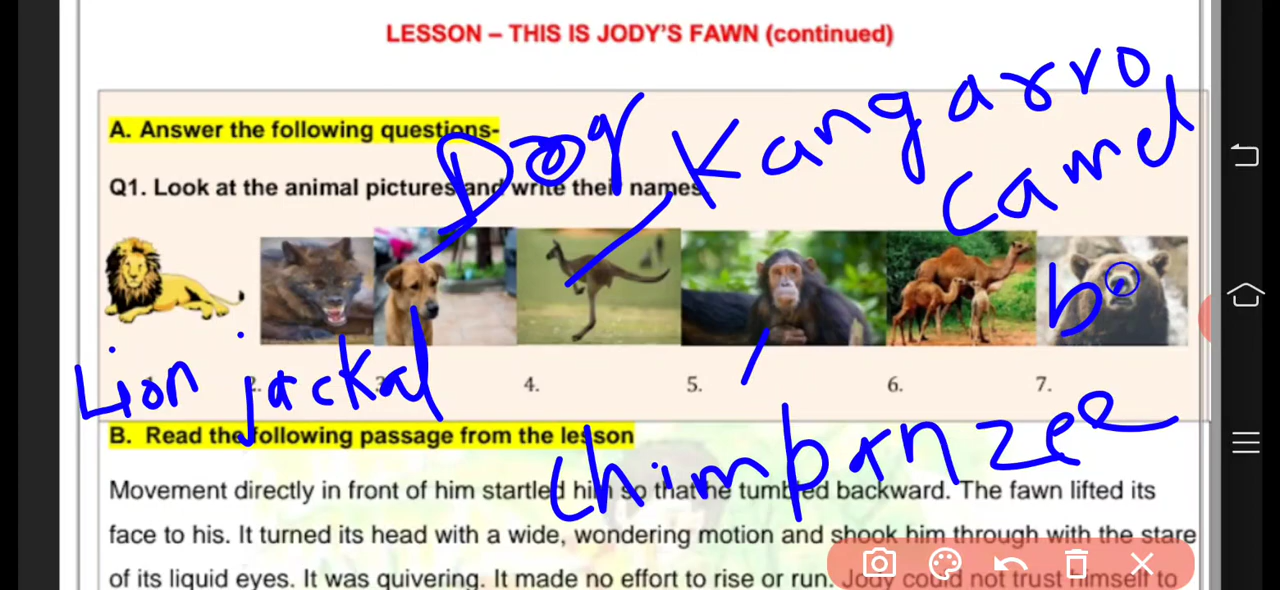 LESSON – THIS IS JODY'S FAWN (continued)
A. Answer the following questions-
Dog Kangarro
Q1. Look at the animal pictures and write their names.
camel
be
Lion jackal
2. 4. 5. 6. 7.
B. Read the following passage from the lesson
Chimpanzee
Movement directly in front of him startled him so that he tumbled backward. The fawn lifted its
face to his. It turned its head with a wide, wondering motion and shook him through with the stare
of its liquid eyes. It was quivering. It made no effort to rise or run. Jody could not trust himself to